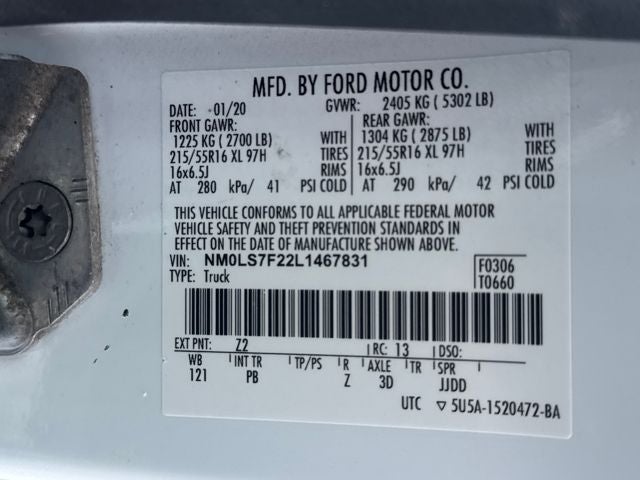 MFD. BY FORD MOTOR CO.
DATE: 01/20 GVWR: 2405 KG ( 5302 LB)
FRONT GAWR: REAR GAWR:
1225 KG ( 2700 LB) WITH 1304 KG ( 2875 LB) WITH
215/55R16 XL 97H TIRES 215/55R16 XL 97H TIRES
16x6.5J RIMS 16x6.5J RIMS
AT 280 kPa/ 41 PSI COLD AT 290 kPa/ 42 PSI COLD
THIS VEHICLE CONFORMS TO ALL APPLICABLE FEDERAL MOTOR
VEHICLE SAFETY AND THEFT PREVENTION STANDARDS IN
EFFECT ON THE DATE OF MANUFACTURE SHOWN ABOVE.
VIN: NM0LS7F22L1467831 F0306
TYPE: Truck T0660
EXT PNT: Z2 RC: 13 DSO:
WB INT TR TP/PS R AXLE TR SPR
121 PB Z 3D JJDD
UTC ▽ 5U5A-1520472-BA